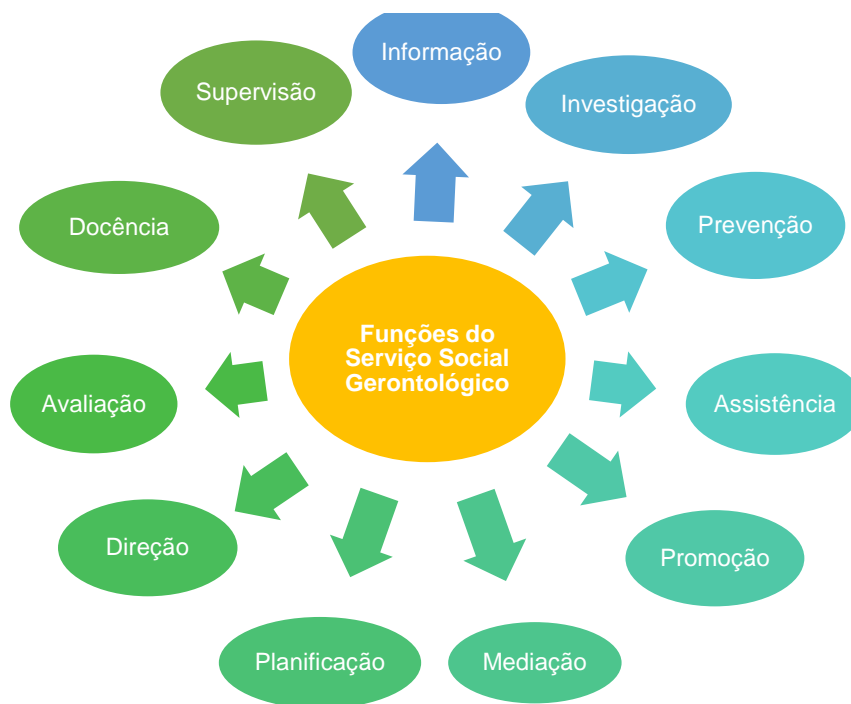 Informação
Investigação
Prevenção
Assistência
Promoção
Mediação
Planificação
Direção
Avaliação
Docência
Supervisão
Funções do
Serviço Social
Gerontológico